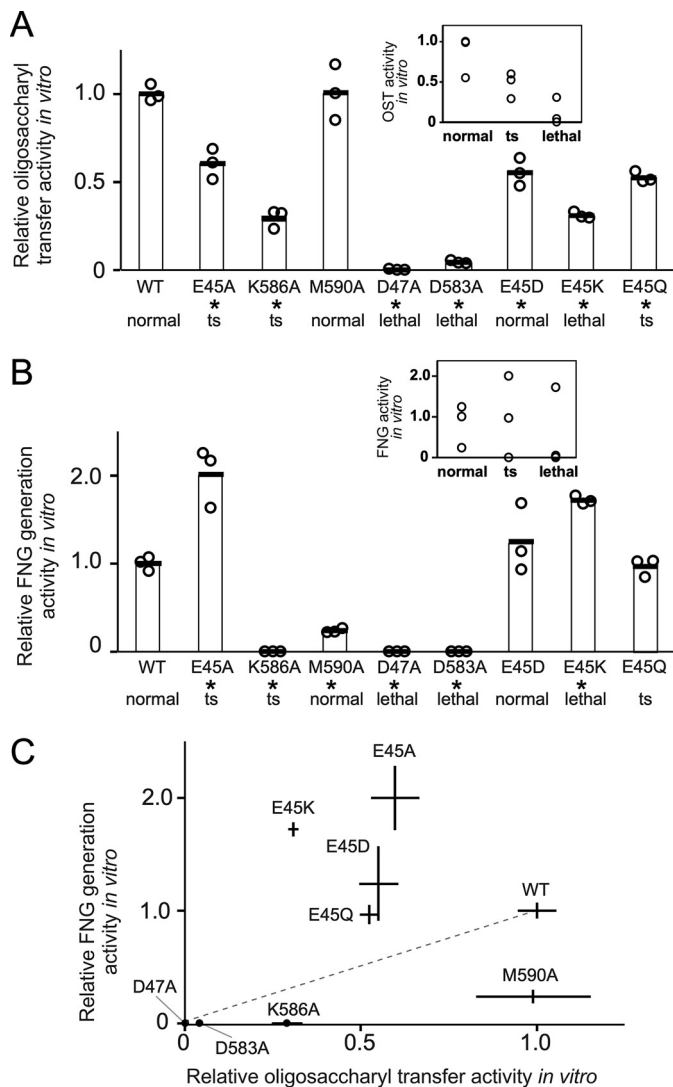 A
Relative oligosaccharyl
transfer activity in vitro
1.0
0.5
0
OST activity
in vitro
1.0
0.5
0
normal ts lethal
WT E45A K586A M590A D47A D583A E45D E45K E45Q
* * * * * * *
normal ts ts normal lethal lethal normal lethal ts
B
Relative FNG generation
activity in vitro
2.0
1.0
0
FNG activity
in vitro
2.0
1.0
0
normal ts lethal
WT E45A K586A M590A D47A D583A E45D E45K E45Q
* * * * * *
normal ts ts normal lethal lethal normal lethal ts
C
Relative FNG generation
activity in vitro
2.0
1.0
0
E45A
E45K
E45D
E45Q
WT
M590A
D47A
K586A
D583A
0.5 1.0
Relative oligosaccharyl transfer activity in vitro